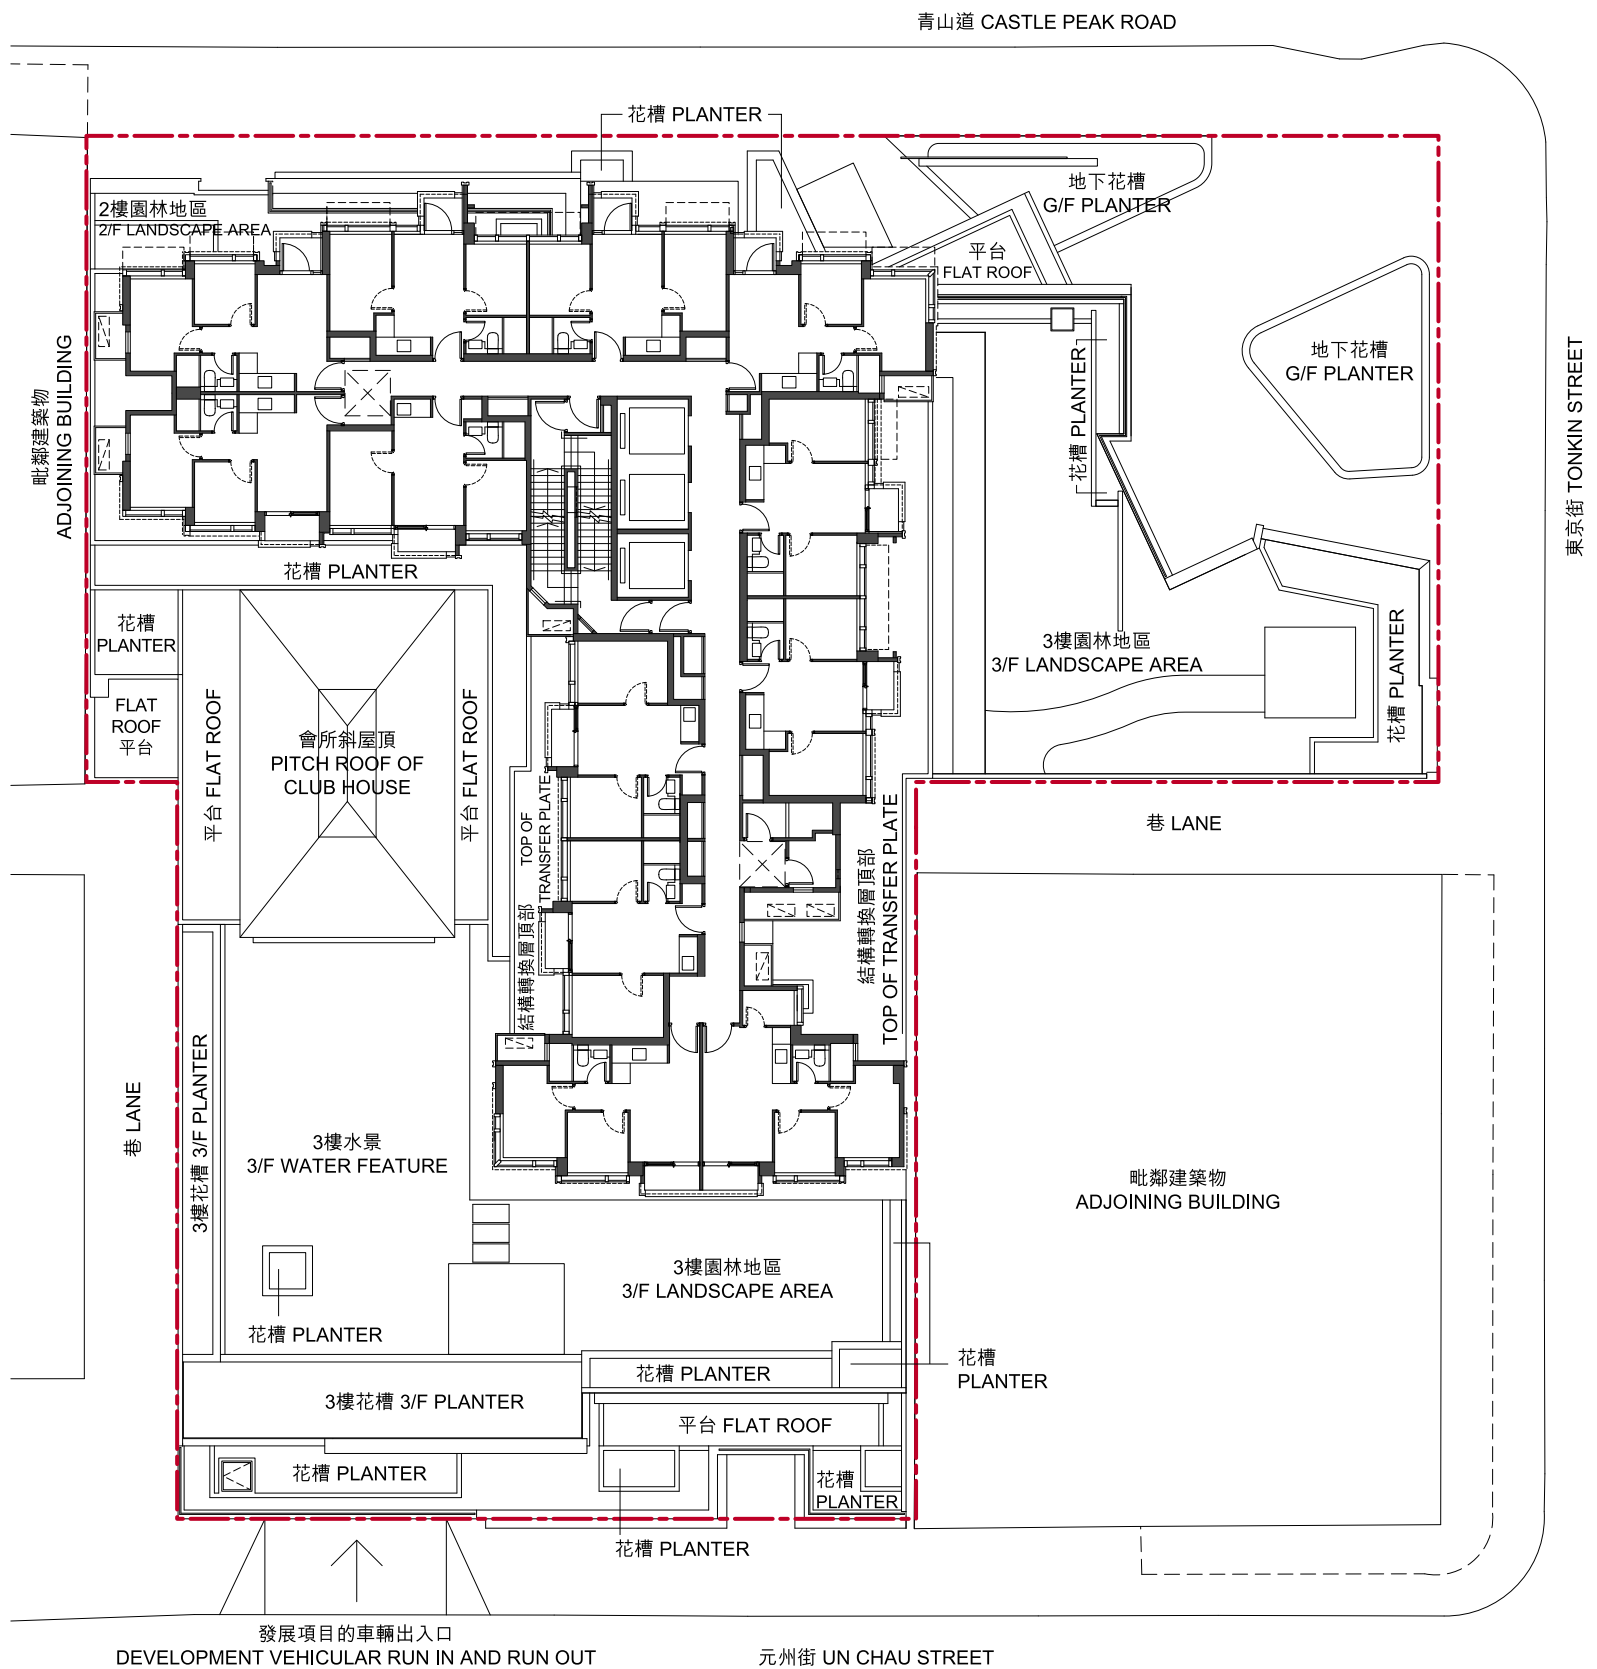 青山道 CASTLE PEAK ROAD
花槽 PLANTER
地下花槽
G/F PLANTER
2樓園林地區
2/F LANDSCAPE AREA
平台
FLAT ROOF
毗鄰建築物
ADJOINING BUILDING
花槽 PLANTER
地下花槽
G/F PLANTER
東京街 TONKIN STREET
花槽 PLANTER
花槽
PLANTER
FLAT
ROOF
平台
平台 FLAT ROOF
會所斜屋頂
PITCH ROOF OF
CLUB HOUSE
平台 FLAT ROOF
結構轉換層頂部
TOP OF
TRANSFER PLATE
3樓園林地區
3/F LANDSCAPE AREA
花槽 PLANTER
結構轉換層頂部
TOP OF TRANSFER PLATE
巷 LANE
巷 LANE
3樓花槽 3/F PLANTER
3樓水景
3/F WATER FEATURE
毗鄰建築物
ADJOINING BUILDING
3樓園林地區
3/F LANDSCAPE AREA
花槽 PLANTER
花槽
PLANTER
花槽 PLANTER
3樓花槽 3/F PLANTER
平台 FLAT ROOF
花槽 PLANTER
花槽
PLANTER
花槽 PLANTER
發展項目的車輛出入口
DEVELOPMENT VEHICULAR RUN IN AND RUN OUT
元州街 UN CHAU STREET